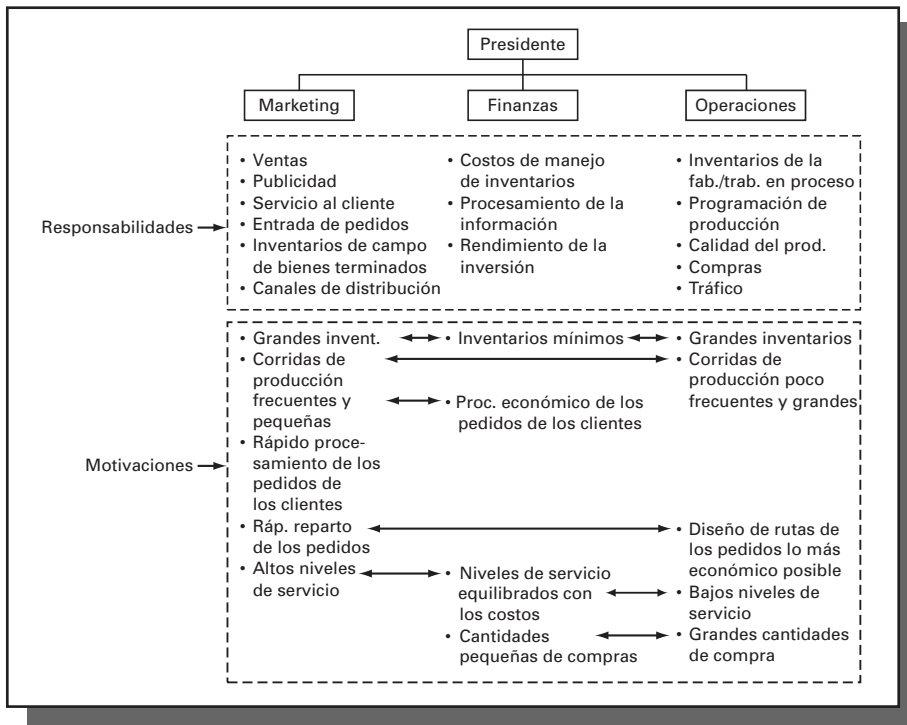 Presidente
Marketing
Finanzas
Operaciones
Responsabilidades
• Ventas
• Publicidad
• Servicio al cliente
• Entrada de pedidos
• Inventarios de campo
de bienes terminados
• Canales de distribución
• Costos de manejo
de inventarios
• Procesamiento de la
información
• Rendimiento de la
inversión
• Inventarios de la
fab./trab. en proceso
• Programación de
producción
• Calidad del prod.
• Compras
• Tráfico
Motivaciones
• Grandes invent.
• Corridas de
producción
frecuentes y
pequeñas
• Rápido proce-
samiento de los
pedidos de
los clientes
• Ráp. reparto
de los pedidos
• Altos niveles
de servicio
• Inventarios mínimos
• Proc. económico de los
pedidos de los clientes
• Niveles de servicio
equilibrados con
los costos
• Cantidades
pequeñas de compras
• Grandes inventarios
• Corridas de
producción poco
frecuentes y grandes
• Diseño de rutas de
los pedidos lo más
económico posible
• Bajos niveles de
servicio
• Grandes cantidades
de compra